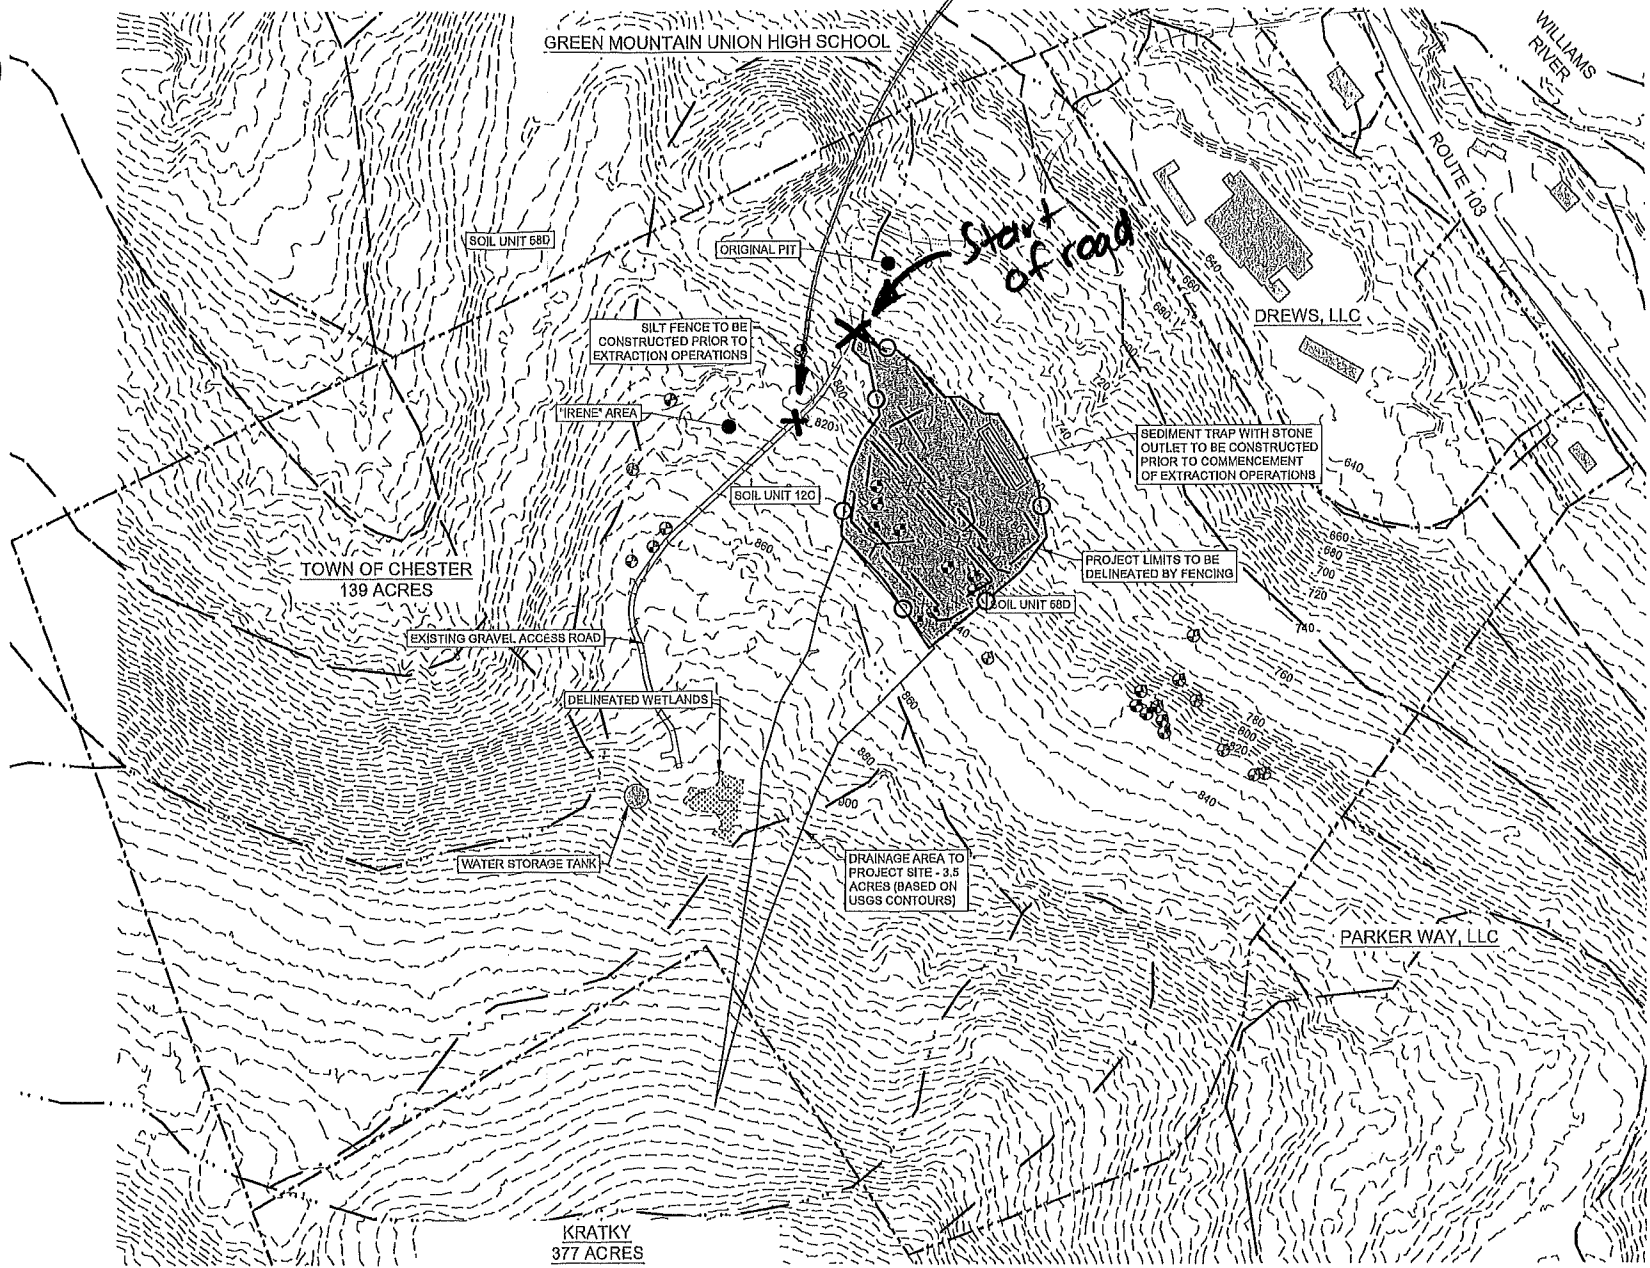 GREEN MOUNTAIN UNION HIGH SCHOOL
WILLIAMS
RIVER
ROUTE 103
SOIL UNIT 58D
ORIGINAL PIT
Start
of road
640
660
680
DREWS, LLC
SILT FENCE TO BE
CONSTRUCTED PRIOR TO
EXTRACTION OPERATIONS
800
720
"IRENE" AREA
820
740
SEDIMENT TRAP WITH STONE
OUTLET TO BE CONSTRUCTED
PRIOR TO COMMENCEMENT
OF EXTRACTION OPERATIONS
640
SOIL UNIT 12C
860
660
680
700
720
PROJECT LIMITS TO BE
DELINEATED BY FENCING
TOWN OF CHESTER
139 ACRES
SOIL UNIT 58D
740
EXISTING GRAVEL ACCESS ROAD
760
DELINEATED WETLANDS
860
780
800
820
880
840
900
WATER STORAGE TANK
DRAINAGE AREA TO
PROJECT SITE - 3.5
ACRES (BASED ON
USGS CONTOURS)
PARKER WAY, LLC
KRATKY
377 ACRES